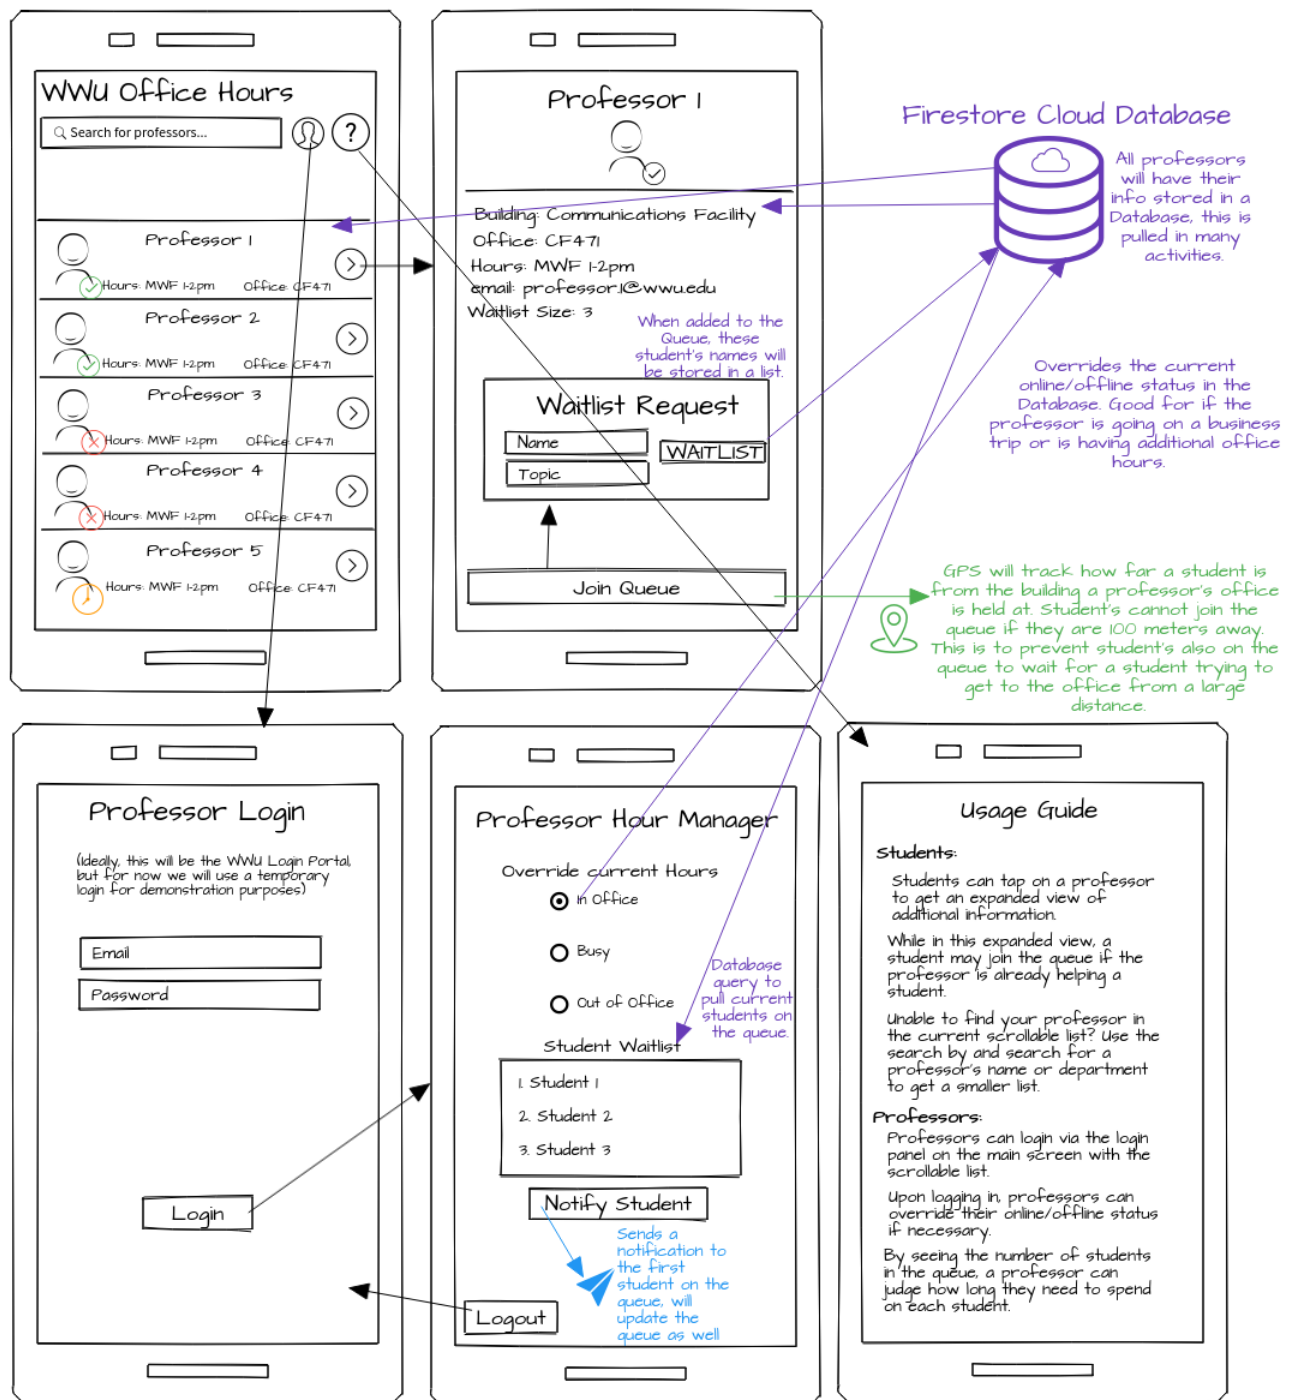 WWU Office Hours
Search for professors...
?
Professor 1
Hours: MWF 1-2pm Office: CF471
Professor 2
Hours: MWF 1-2pm Office: CF471
Professor 3
Hours: MWF 1-2pm Office: CF471
Professor 4
Hours: MWF 1-2pm Office: CF471
Professor 5
Hours: MWF 1-2pm Office: CF471
Professor 1
Building: Communications Facility
Office: CF471
Hours: MWF 1-2pm
email: professor.1@wwu.edu
Waitlist Size: 3
When added to the
Queue, these
student's names will
be stored in a list.
Waitlist Request
Name
Topic
WAITLIST
Join Queue
Firestore Cloud Database
All professors
will have their
info stored in a
Database, this is
pulled in many
activities.
Overrides the current
online/offline status in the
Database. Good for if the
professor is going on a business
trip or is having additional office
hours.
GPS will track how far a student is
from the building a professor's office
is held at. Student's cannot join the
queue if they are 100 meters away.
This is to prevent student's also on the
queue to wait for a student trying to
get to the office from a large
distance.
Professor Login
(Ideally, this will be the WWU Login Portal,
but for now we will use a temporary
login for demonstration purposes)
Email
Password
Login
Professor Hour Manager
Override current Hours
In Office
Busy
Out of Office
Database
query to
pull current
students on
the queue.
Student Waitlist
1. Student 1
2. Student 2
3. Student 3
Notify Student
Sends a
notification to
the first
student on the
queue, will
update the
queue as well
Logout
Usage Guide
Students:
Students can tap on a professor
to get an expanded view of
additional information.
While in this expanded view, a
student may join the queue if the
professor is already helping a
student.
Unable to find your professor in
the current scrollable list? Use the
search by and search for a
professor's name or department
to get a smaller list.
Professors:
Professors can login via the login
panel on the main screen with the
scrollable list.
Upon logging in, professors can
override their online/offline status
if necessary.
By seeing the number of students
in the queue, a professor can
judge how long they need to spend
on each student.